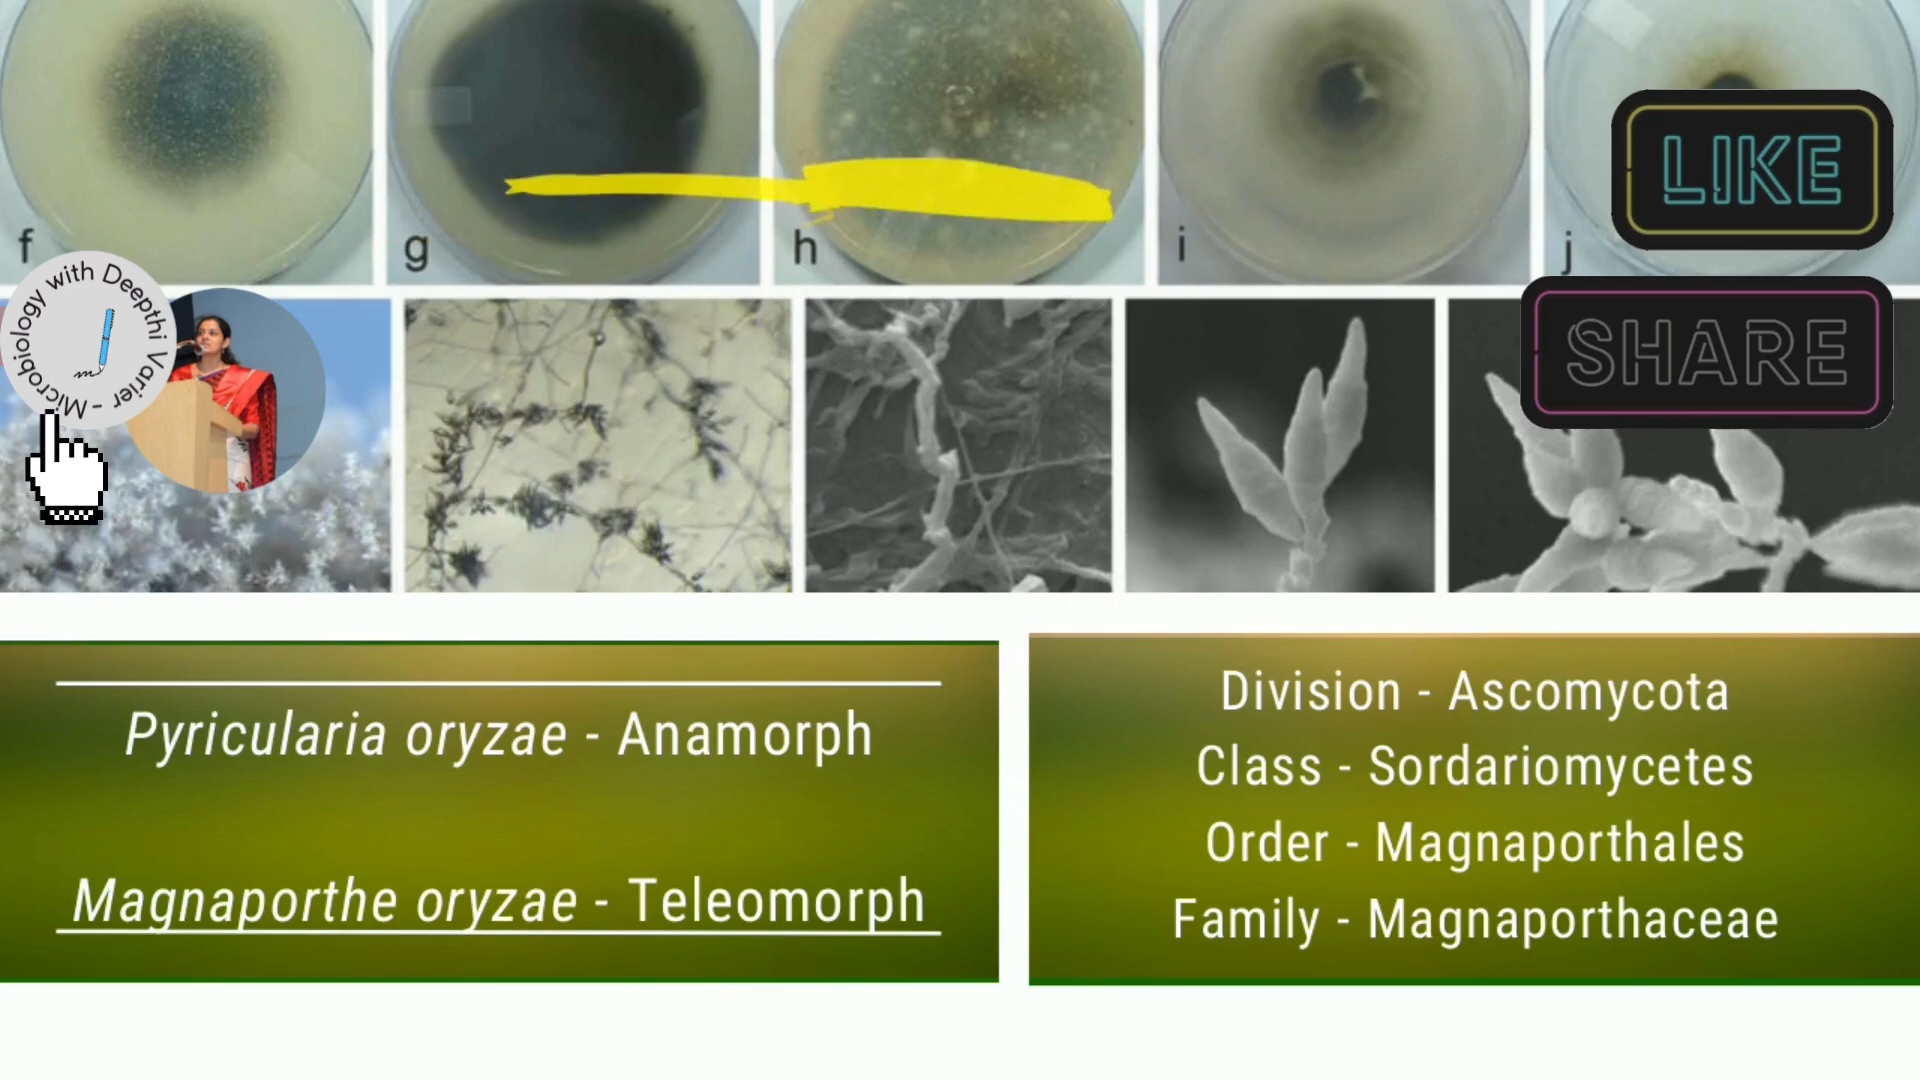 f
g
h
i
j
LIKE
SHARE
Microbiology with Deepthi Varier -
Pyricularia oryzae - Anamorph
Magnaporthe oryzae - Teleomorph
Division - Ascomycota
Class - Sordariomycetes
Order - Magnaporthales
Family - Magnaporthaceae